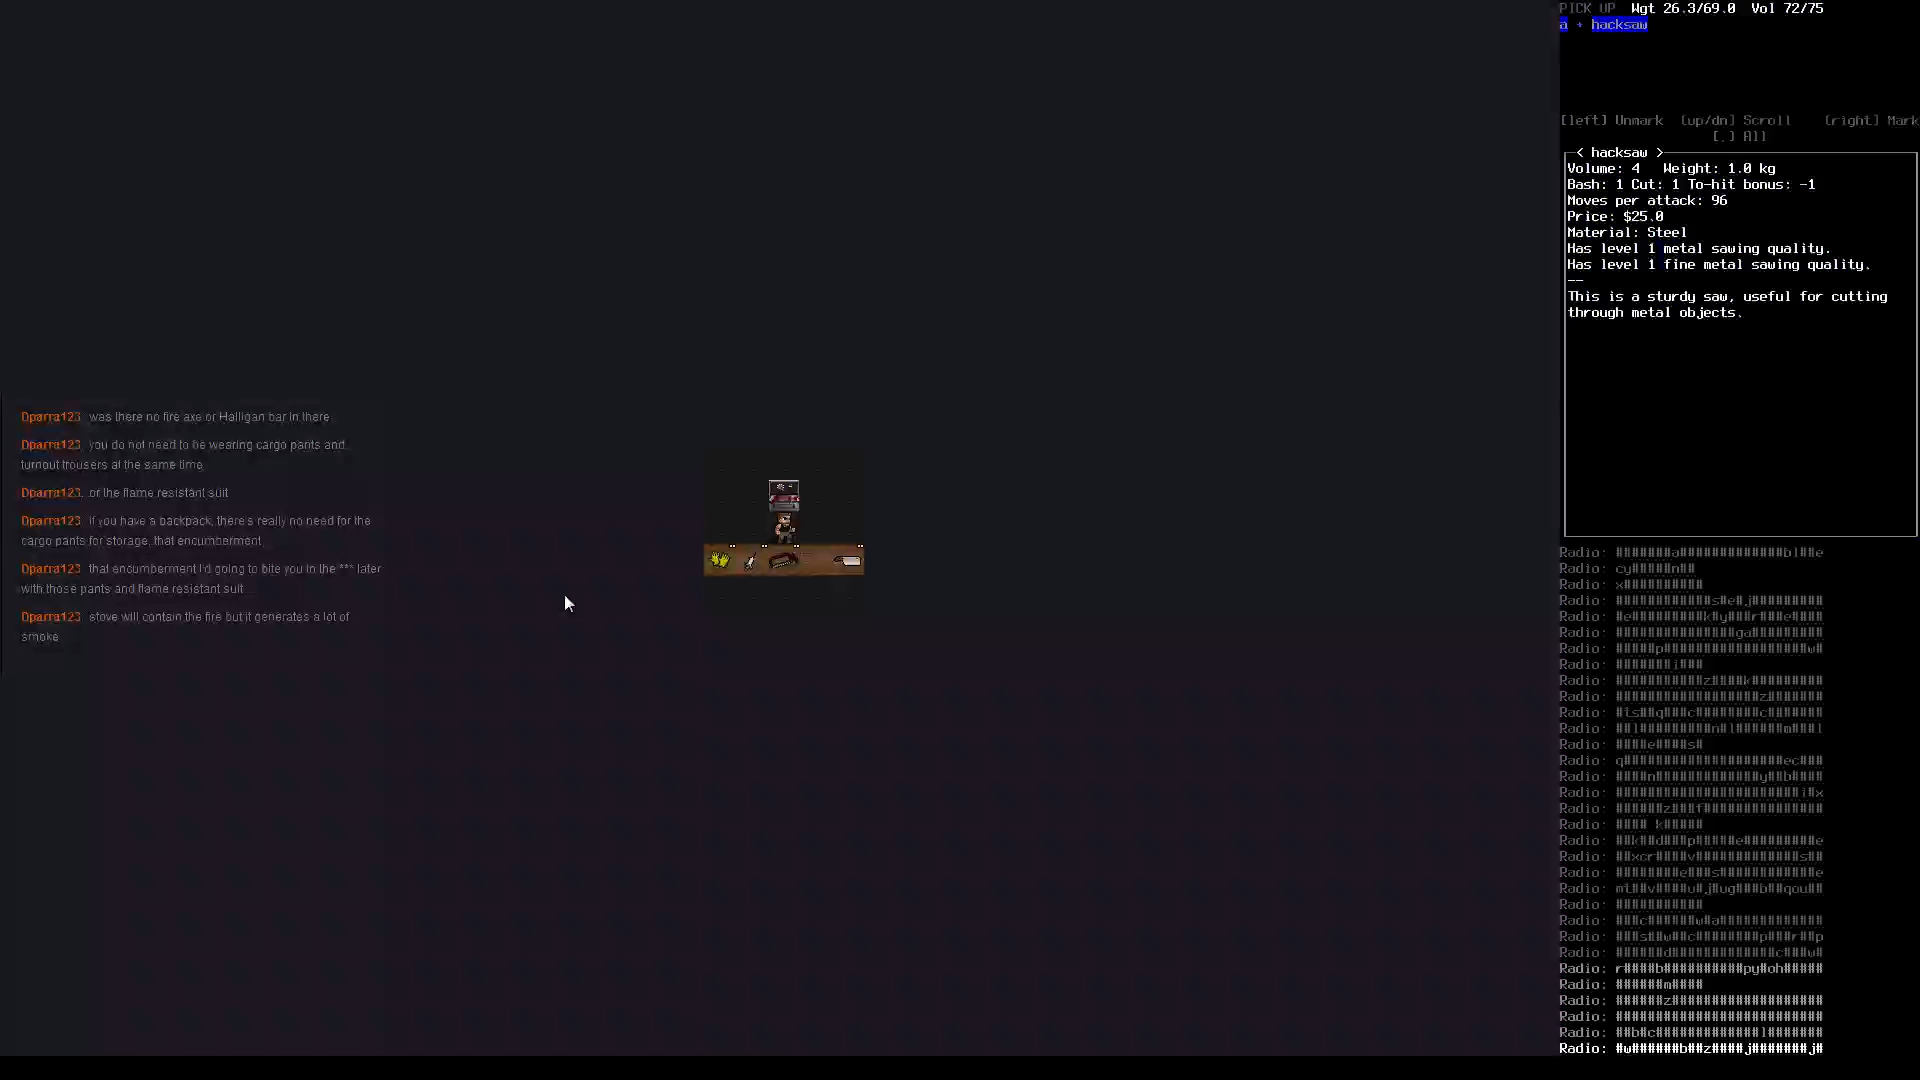 PICK UP  Wgt 26.3/69.0  Vol 72/75
a + hacksaw
[left] Unmark  [up/dn] Scroll    [right] Mark
[.] All
< hacksaw >
Volume: 4   Weight: 1.0 kg
Bash: 1 Cut: 1 To-hit bonus: -1
Moves per attack: 96
Price: $25.0
Material: Steel
Has level 1 metal sawing quality.
Has level 1 fine metal sawing quality.
--
This is a sturdy saw, useful for cutting
through metal objects.
Dparra123 was there no fire axe or Halligan bar in there
Dparra123 you do not need to be wearing cargo pants and
turnout trousers at the same time
Dparra123 or the flame resistant suit
Dparra123 if you have a backpack, there's really no need for the
cargo pants for storage, that encumberment
Dparra123 that encumberment I'd going to bite you in the *** later
with those pants and flame resistant suit
Dparra123 stove will contain the fire but it generates a lot of
smoke
Radio:
Radio: cy#####n##
Radio: x##########
Radio:
Radio:
Radio:
Radio:
Radio: #######i###
Radio:
Radio:
Radio:
Radio:
Radio: ####e####s#
Radio:
Radio:
Radio:
Radio:
Radio: #### k#####
Radio:
Radio:
Radio:
Radio:
Radio: ###########
Radio:
Radio:
Radio:
Radio: r####b##########py#oh#####
Radio: ######m####
Radio: ######z###################
Radio: ##########################
Radio: ##b#c#############l#######
Radio: #w######b##z####j#######j#